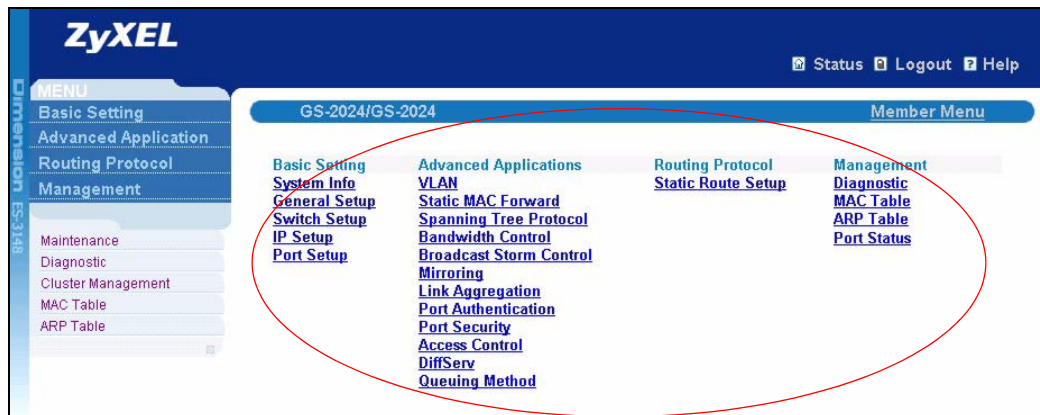 ZyXEL
Status Logout Help
Dimension ES-3148
MENU
Basic Setting
Advanced Application
Routing Protocol
Management
Maintenance
Diagnostic
Cluster Management
MAC Table
ARP Table
GS-2024/GS-2024 Member Menu
Basic Setting Advanced Applications Routing Protocol Management
System Info VLAN Static Route Setup Diagnostic
General Setup Static MAC Forward MAC Table
Switch Setup Spanning Tree Protocol ARP Table
IP Setup Bandwidth Control Port Status
Port Setup Broadcast Storm Control
Mirroring
Link Aggregation
Port Authentication
Port Security
Access Control
DiffServ
Queuing Method